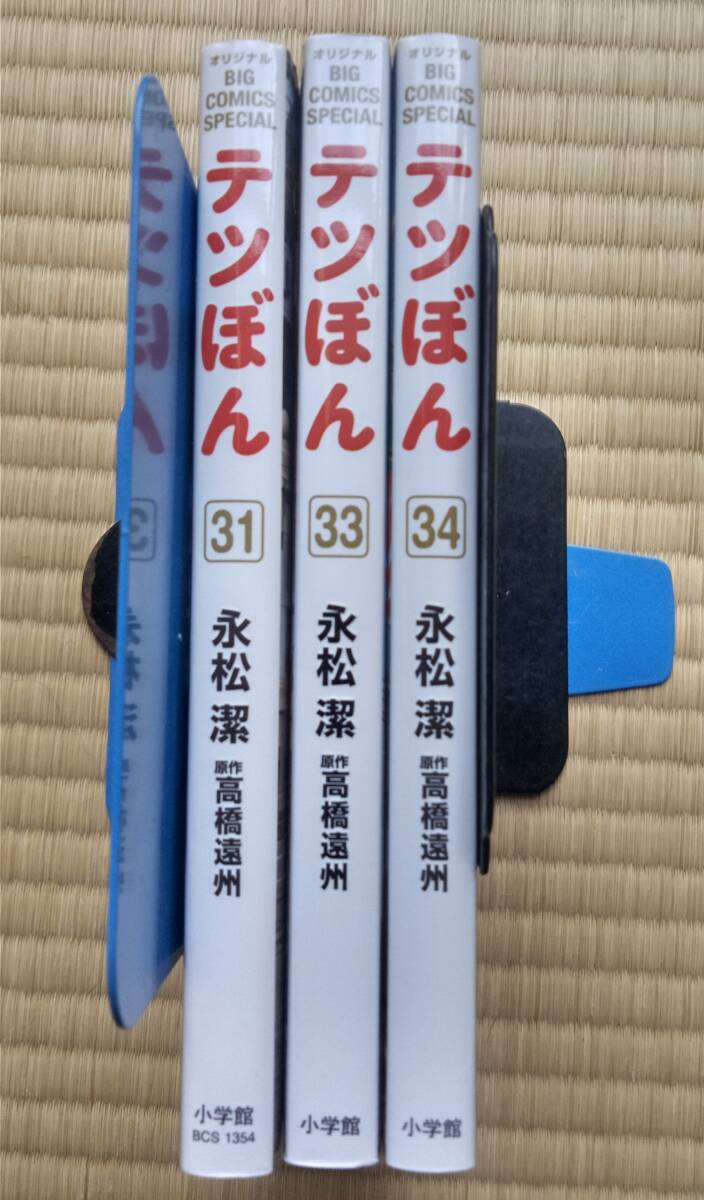 オリジナル
BIG
COMICS
SPECIAL
テツぼん
31
永松潔
原作
高橋遠州
小学館
BCS 1354
オリジナル
BIG
COMICS
SPECIAL
テツぼん
33
永松潔
原作
高橋遠州
小学館
オリジナル
BIG
COMICS
SPECIAL
テツぼん
34
永松潔
原作
高橋遠州
小学館